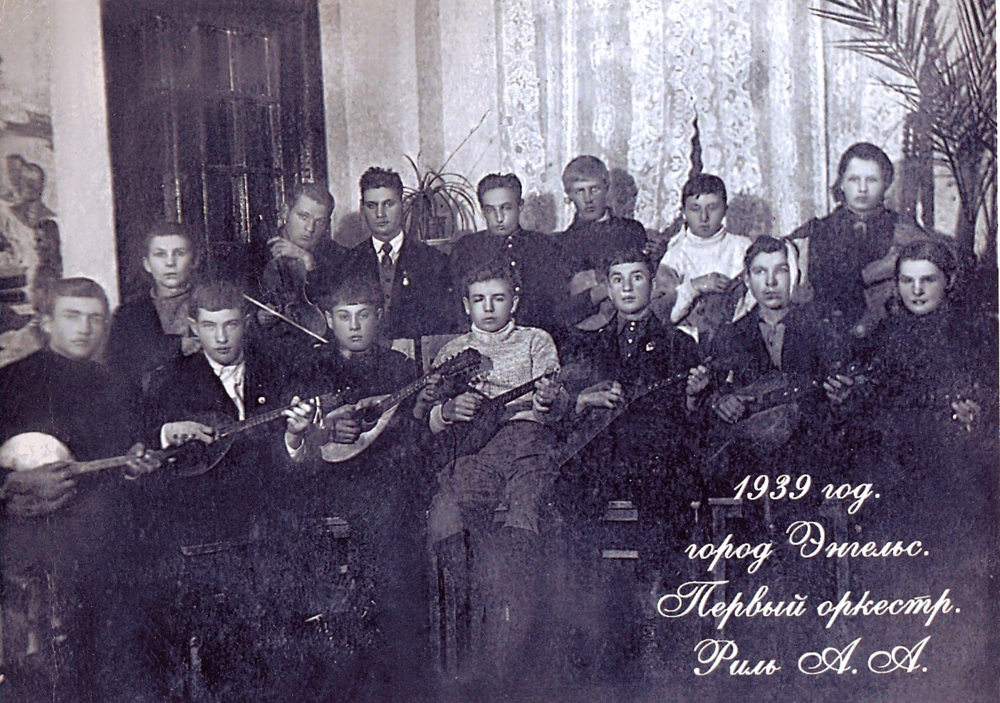 1939 год.
город Энгельс.
Первый оркестр.
Риль А. А.